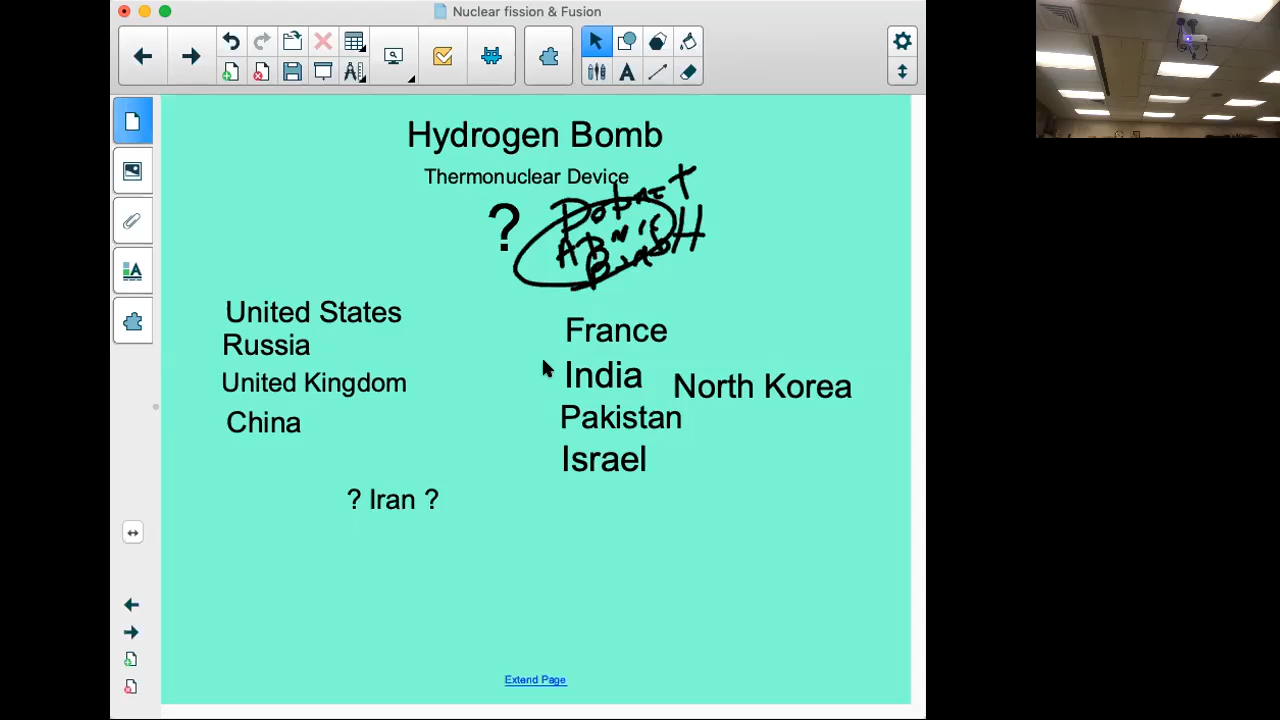 Nuclear fission & Fusion
Hydrogen Bomb
Thermonuclear Device
?
H
United States
Russia
United Kingdom
China
France
India
North Korea
Pakistan
Israel
? Iran ?
Extend Page